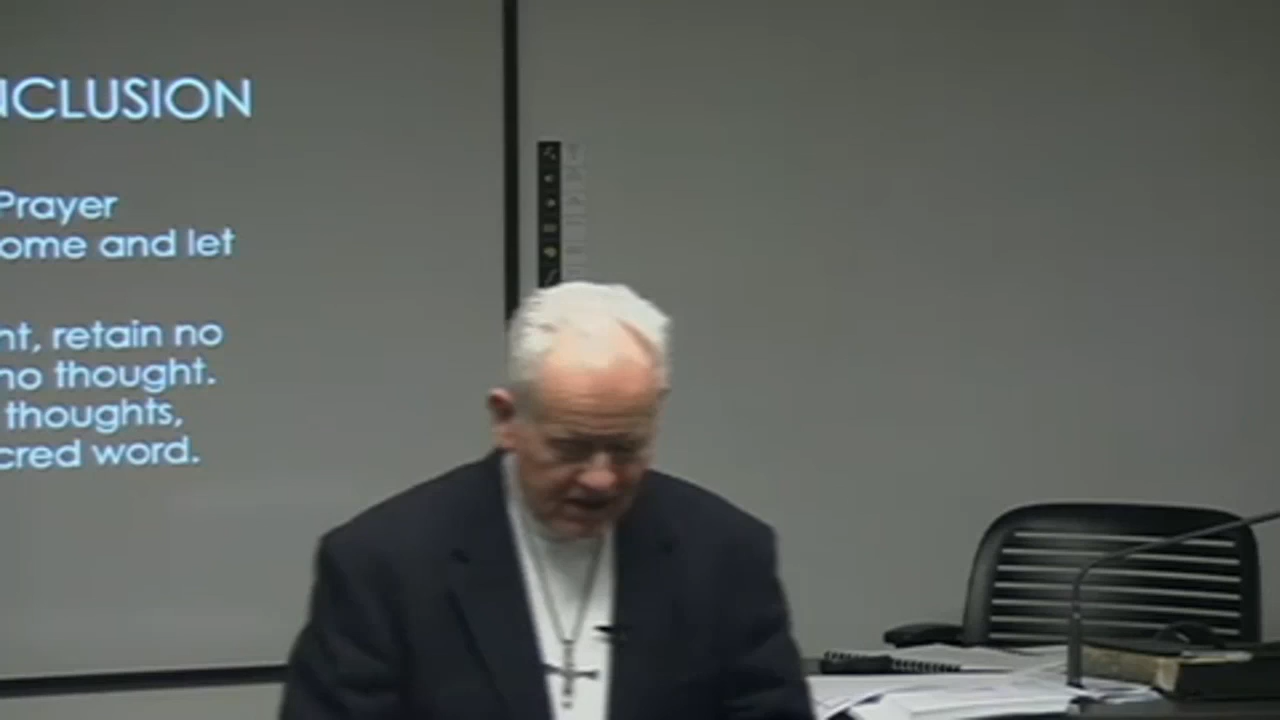 NCLUSION
Prayer
ome and let
nt, retain no
no thought.
thoughts,
cred word.